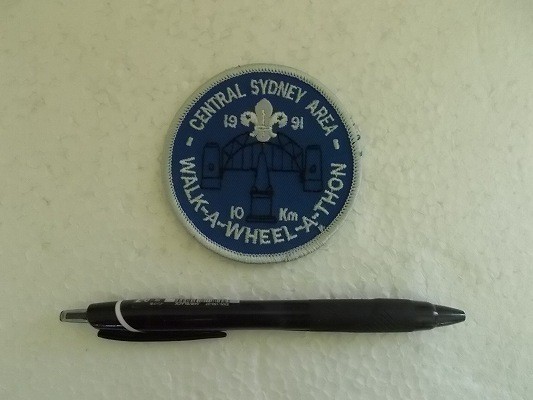 - CENTRAL SYDNEY AREA -
19 91
10 Km
WALK-A-WHEEL-A-THON